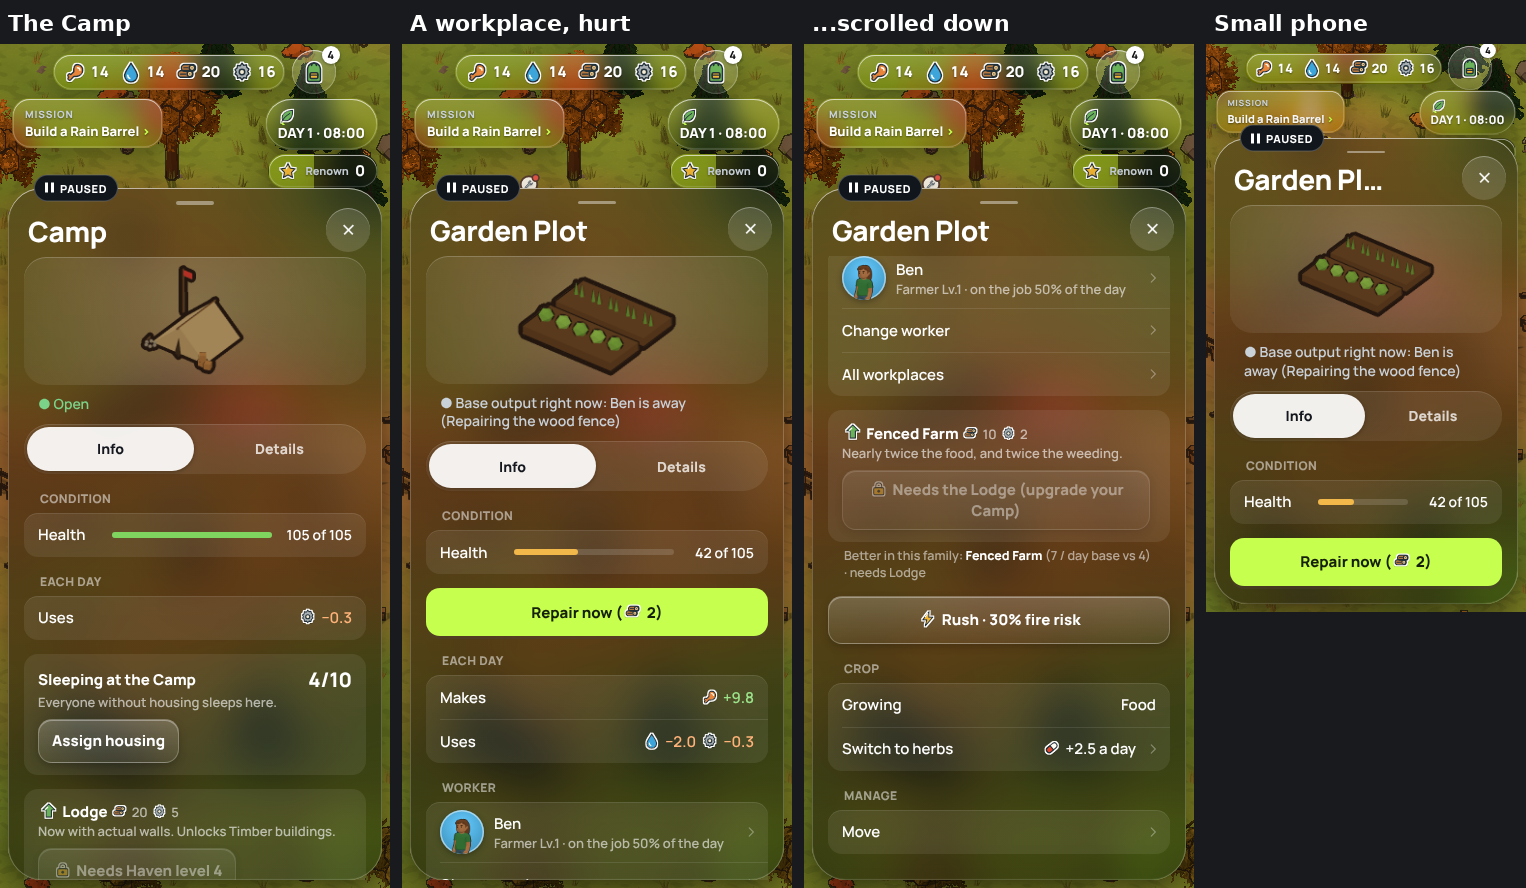 The Camp
14 14 20 16 4
MISSION
Build a Rain Barrel ›
DAY 1 · 08:00
Renown 0
PAUSED
Camp
Open
Info Details
CONDITION
Health 105 of 105
EACH DAY
Uses −0.3
Sleeping at the Camp 4/10
Everyone without housing sleeps here.
Assign housing
Lodge 20 5
Now with actual walls. Unlocks Timber buildings.
Needs Haven level 4
A workplace, hurt
14 14 20 16 4
MISSION
Build a Rain Barrel ›
DAY 1 · 08:00
Renown 0
PAUSED
Garden Plot
Base output right now: Ben is away
(Repairing the wood fence)
Info Details
CONDITION
Health 42 of 105
Repair now ( 2)
EACH DAY
Makes +9.8
Uses −2.0 −0.3
WORKER
Ben
Farmer Lv.1 · on the job 50% of the day
...scrolled down
14 14 20 16 4
MISSION
Build a Rain Barrel ›
DAY 1 · 08:00
Renown 0
PAUSED
Garden Plot
Ben
Farmer Lv.1 · on the job 50% of the day
Change worker
All workplaces
Fenced Farm 10 2
Nearly twice the food, and twice the weeding.
Needs the Lodge (upgrade your
Camp)
Better in this family: Fenced Farm (7 / day base vs 4)
· needs Lodge
Rush · 30% fire risk
CROP
Growing Food
Switch to herbs +2.5 a day
MANAGE
Move
Small phone
14 14 20 16 4
MISSION
Build a Rain Barrel ›
DAY 1 · 08:00
PAUSED
Garden Pl...
Base output right now: Ben is
away (Repairing the wood fence)
Info Details
CONDITION
Health 42 of 105
Repair now ( 2)